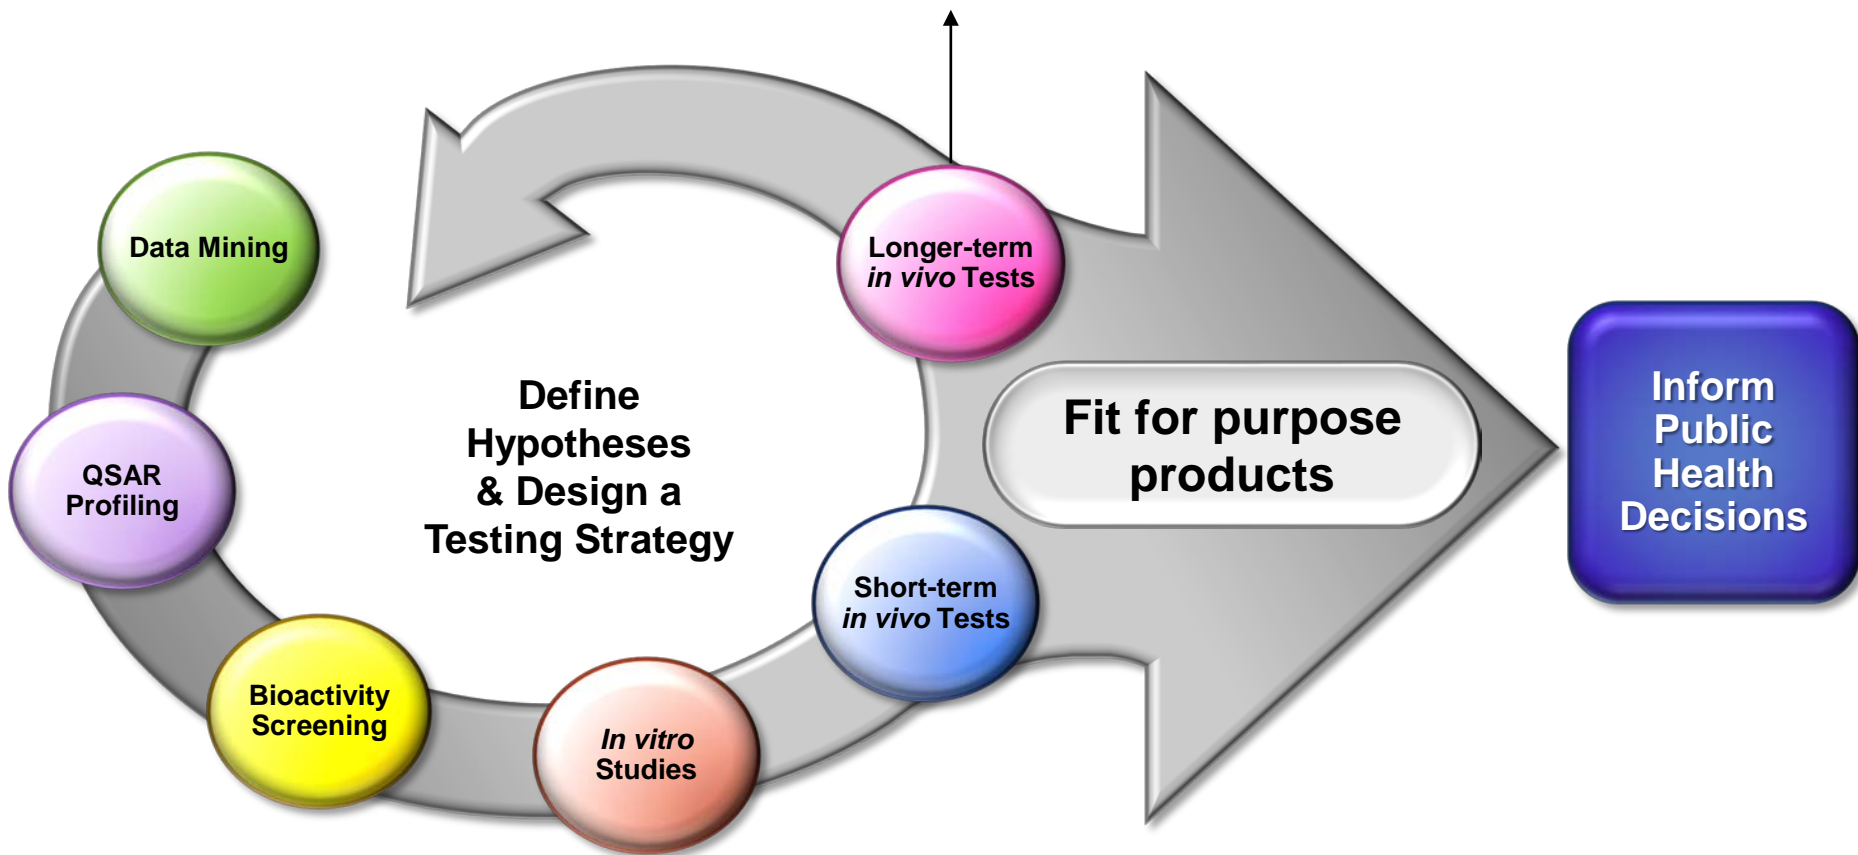 Data Mining
QSAR
Profiling
Bioactivity
Screening
In vitro
Studies
Short-term
in vivo Tests
Longer-term
in vivo Tests
Define
Hypotheses
& Design a
Testing Strategy
Fit for purpose
products
Inform
Public
Health
Decisions